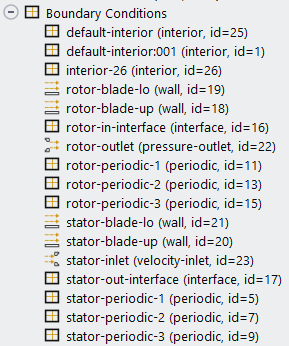 Boundary Conditions
default-interior (interior, id=25)
default-interior:001 (interior, id=1)
interior-26 (interior, id=26)
rotor-blade-lo (wall, id=19)
rotor-blade-up (wall, id=18)
rotor-in-interface (interface, id=16)
rotor-outlet (pressure-outlet, id=22)
rotor-periodic-1 (periodic, id=11)
rotor-periodic-2 (periodic, id=13)
rotor-periodic-3 (periodic, id=15)
stator-blade-lo (wall, id=21)
stator-blade-up (wall, id=20)
stator-inlet (velocity-inlet, id=23)
stator-out-interface (interface, id=17)
stator-periodic-1 (periodic, id=5)
stator-periodic-2 (periodic, id=7)
stator-periodic-3 (periodic, id=9)